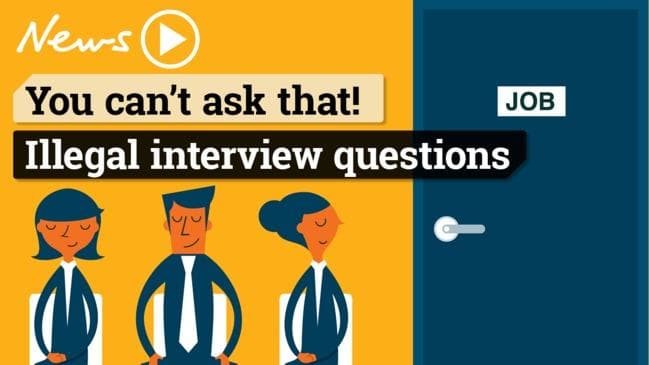 News
You can't ask that!
Illegal interview questions
JOB